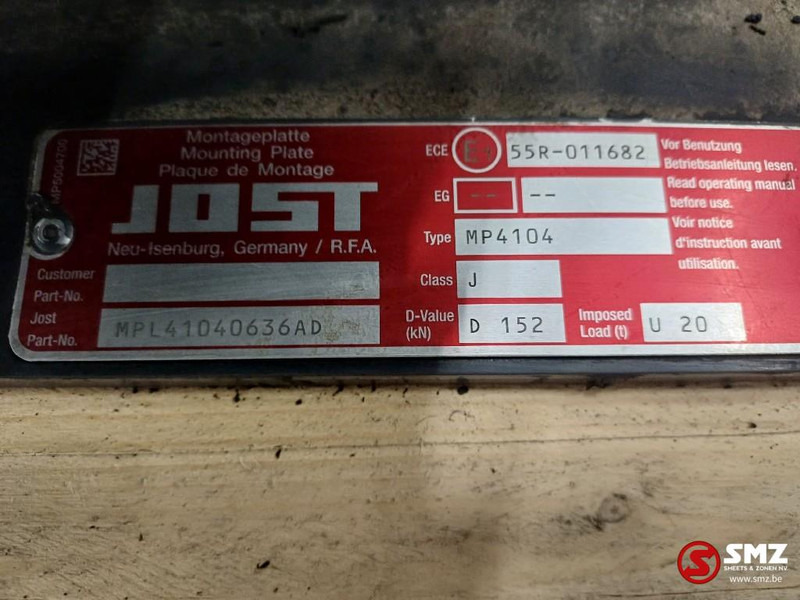 Montageplatte
Mounting Plate
Plaque de Montage
JOST
Neu-Isenburg, Germany / R.F.A.
Customer
Part-No.
Jost
Part-No.
MPL41040636AD
ECE
55R-011682
EG
-- --
Type
MP4104
Class
J
D-Value
(kN)
D 152
Imposed
Load (t)
U 20
Vor Benutzung
Betriebsanleitung lesen.
Read operating manual
before use.
Voir notice
d'instruction avant
utilisation.
SMZ
SHEETS & ZONEN N.V.
www.smz.be